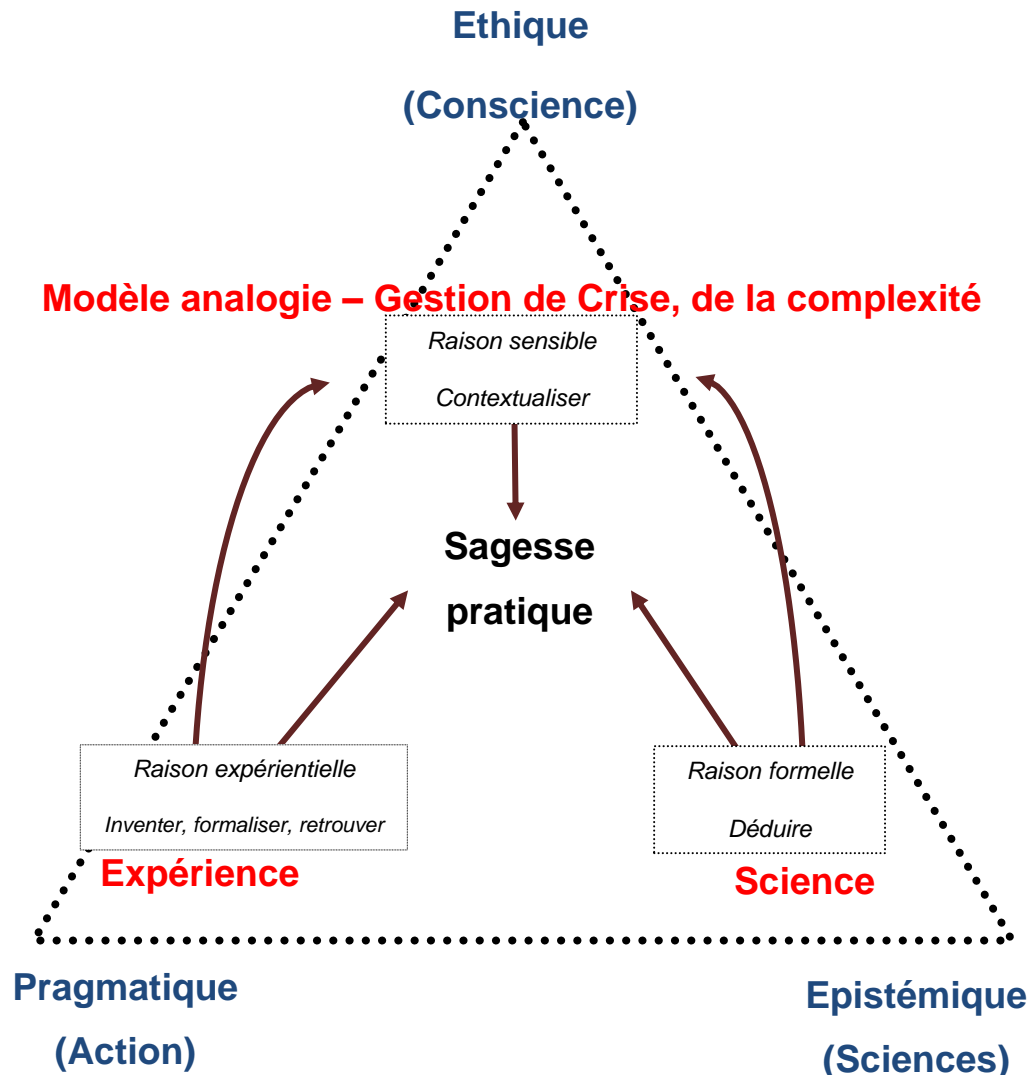 Ethique
(Conscience)
Modèle analogie – Gestion de Crise, de la complexité
Raison sensible
Contextualiser
Sagesse
pratique
Raison expérientielle
Inventer, formaliser, retrouver
Expérience
Raison formelle
Déduire
Science
Pragmatique
(Action)
Epistémique
(Sciences)